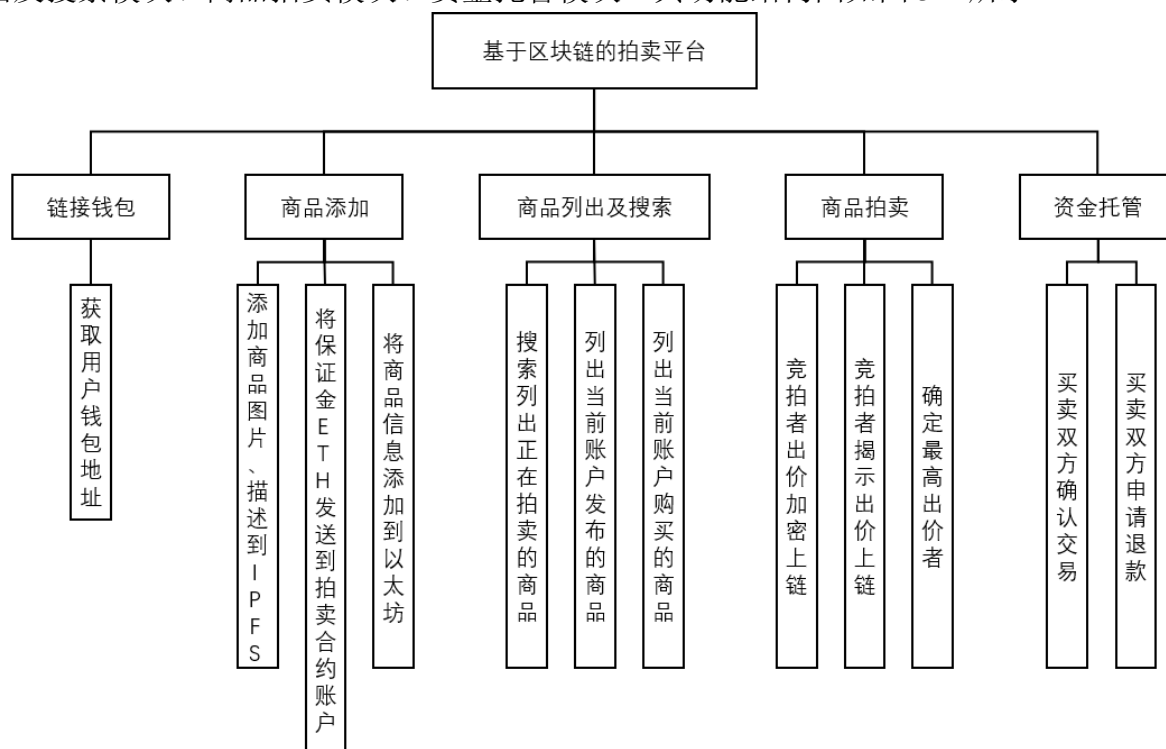 基于区块链的拍卖平台
链接钱包
商品添加
商品列出及搜索
商品拍卖
资金托管
获取用户钱包地址
添加商品图片、描述到IPFS
将保证金ETH发送到拍卖合约账户
将商品信息添加到以太坊
搜索列出正在拍卖的商品
列出当前账户发布的商品
列出当前账户购买的商品
竞拍者出价加密上链
竞拍者揭示出价上链
确定最高出价者
买卖双方确认交易
买卖双方申请退款